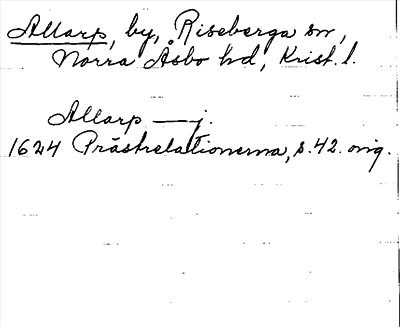 Allarp, by, Riseberga sn,
Norra Åsbo hd, Krist. l.
Allarp — j.
1624 Prästrelationerna, s. 42. orig.